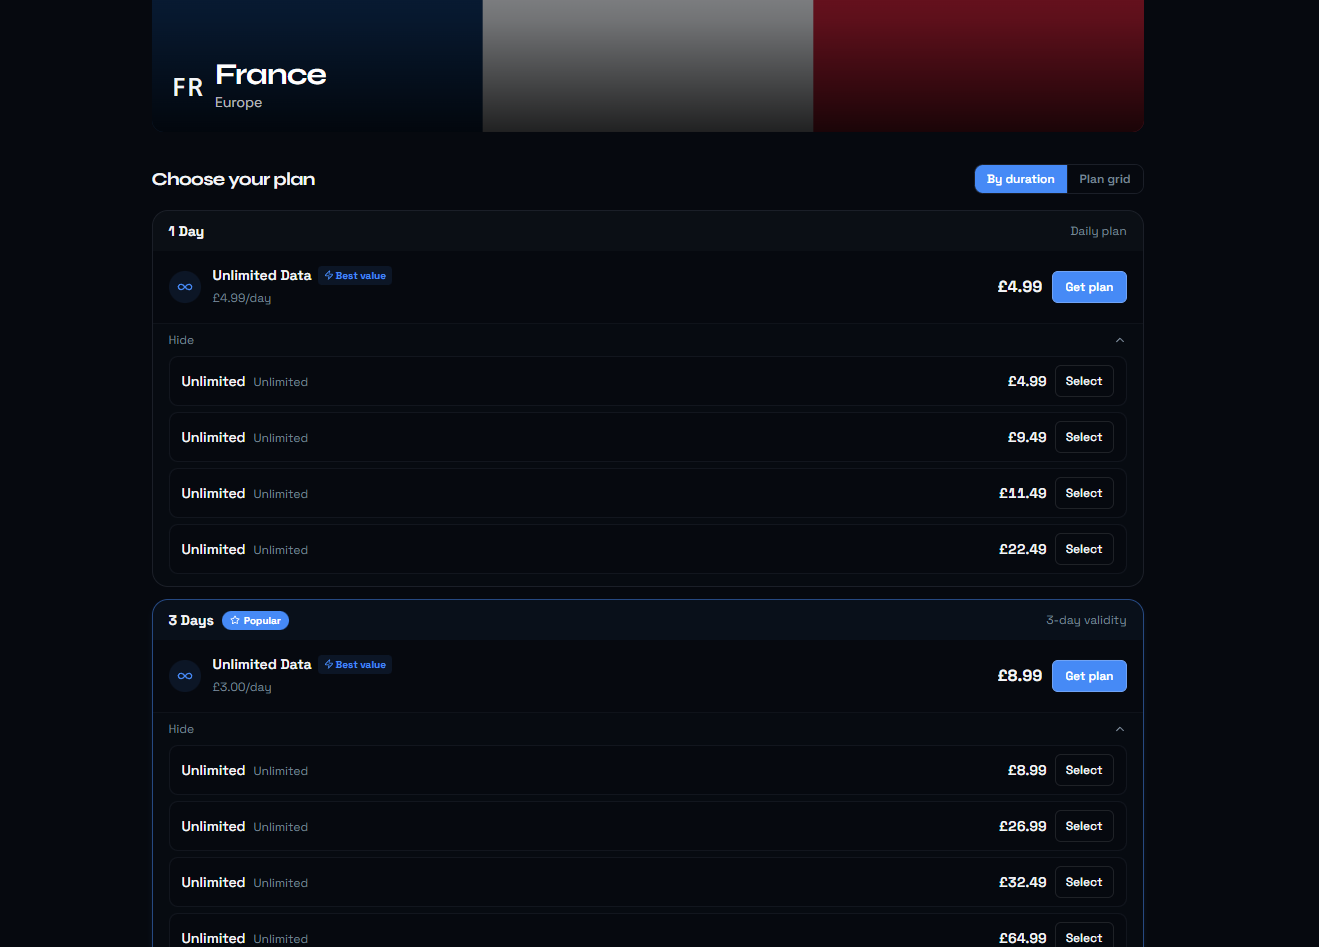 FR France
Europe
Choose your plan
By duration Plan grid
1 Day Daily plan
Unlimited Data Best value
£4.99/day
£4.99 Get plan
Hide
Unlimited Unlimited £4.99 Select
Unlimited Unlimited £9.49 Select
Unlimited Unlimited £11.49 Select
Unlimited Unlimited £22.49 Select
3 Days Popular 3-day validity
Unlimited Data Best value
£3.00/day
£8.99 Get plan
Hide
Unlimited Unlimited £8.99 Select
Unlimited Unlimited £26.99 Select
Unlimited Unlimited £32.49 Select
Unlimited Unlimited £64.99 Select